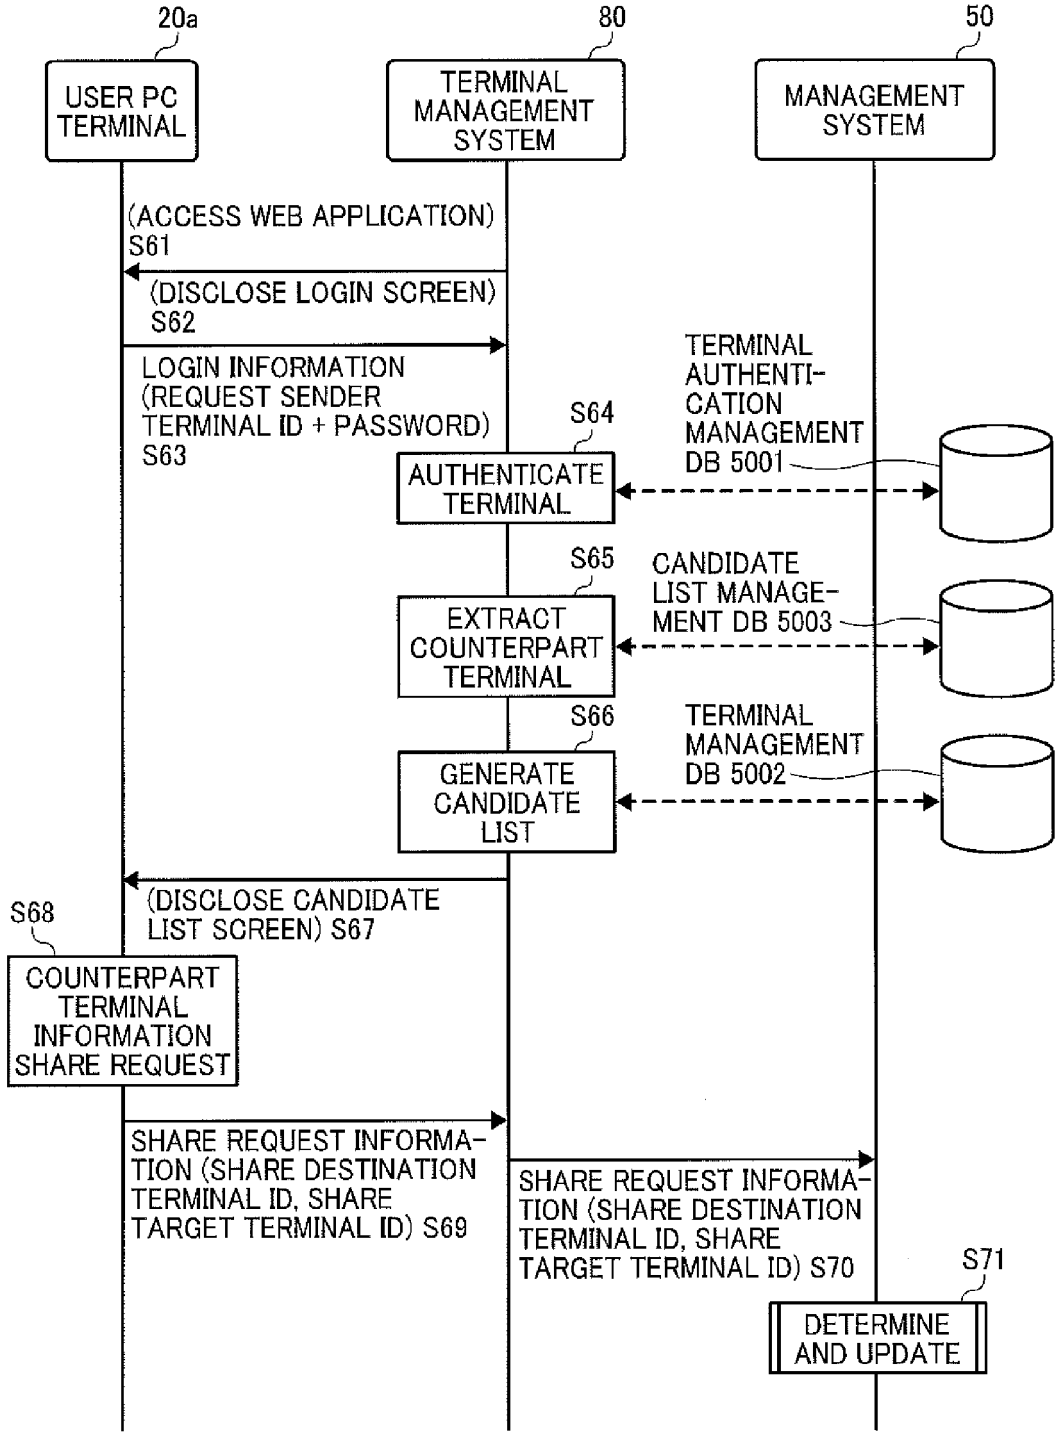 20a
80
50
USER PC
TERMINAL
TERMINAL
MANAGEMENT
SYSTEM
MANAGEMENT
SYSTEM
(ACCESS WEB APPLICATION)
S61
(DISCLOSE LOGIN SCREEN)
S62
LOGIN INFORMATION
(REQUEST SENDER
TERMINAL ID + PASSWORD)
S63
TERMINAL
AUTHENTI-
CATION
MANAGEMENT
DB 5001
S64
AUTHENTICATE
TERMINAL
S65
EXTRACT
COUNTERPART
TERMINAL
CANDIDATE
LIST MANAGE-
MENT DB 5003
S66
GENERATE
CANDIDATE
LIST
TERMINAL
MANAGEMENT
DB 5002
(DISCLOSE CANDIDATE
LIST SCREEN) S67
S68
COUNTERPART
TERMINAL
INFORMATION
SHARE REQUEST
SHARE REQUEST INFORMA-
TION (SHARE DESTINATION
TERMINAL ID, SHARE
TARGET TERMINAL ID) S69
SHARE REQUEST INFORMA-
TION (SHARE DESTINATION
TERMINAL ID, SHARE
TARGET TERMINAL ID) S70
S71
DETERMINE
AND UPDATE